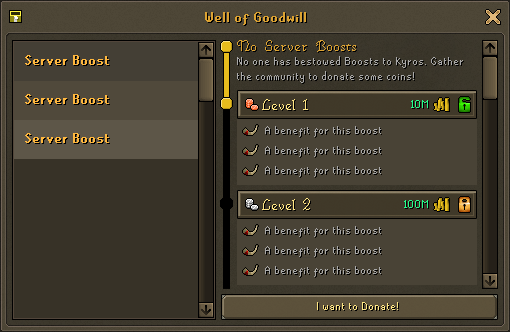 Well of Goodwill
Server Boost
Server Boost
Server Boost
No Server Boosts
No one has bestowed Boosts to Kyros. Gather
the community to donate some coins!
Level 1
10M
A benefit for this boost
A benefit for this boost
A benefit for this boost
Level 2
100M
A benefit for this boost
A benefit for this boost
A benefit for this boost
I want to Donate!